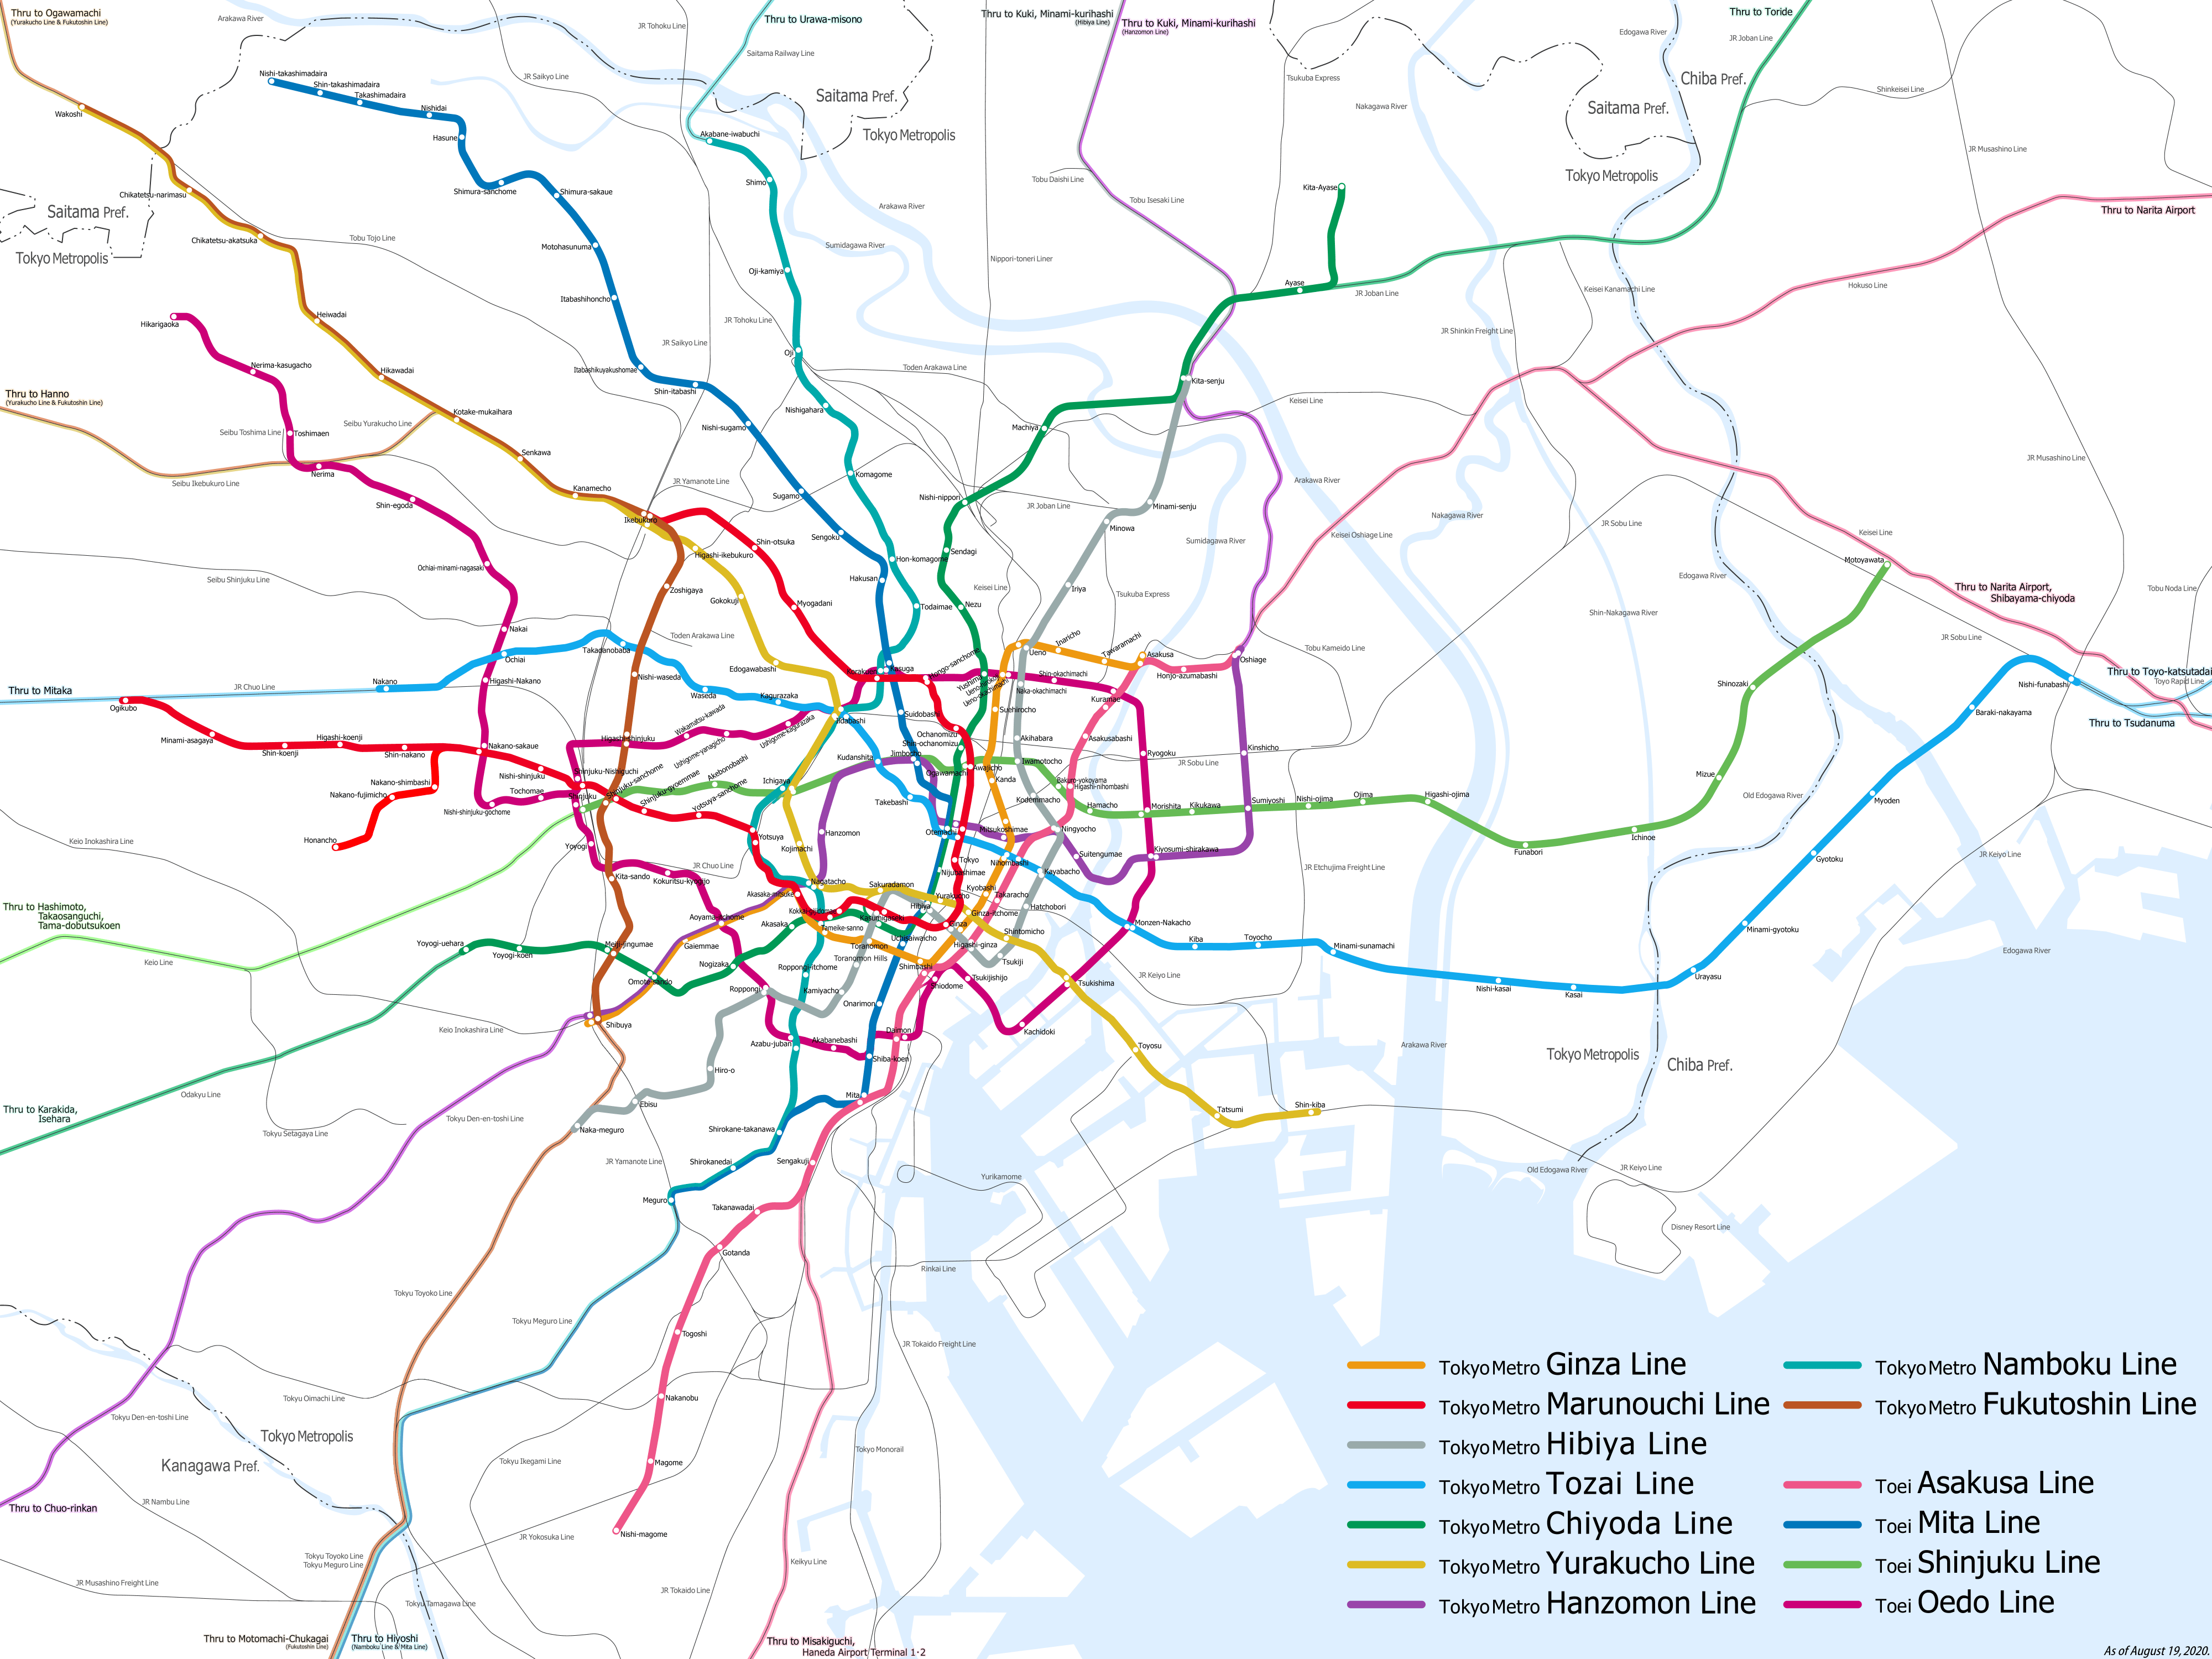 Thru to Ogawamachi
(Yurakucho Line & Fukutoshin Line)
Arakawa River
JR Tohoku Line
Thru to Urawa-misono
Saitama Railway Line
Thru to Kuki, Minami-kurihashi
(Hibiya Line)
Thru to Kuki, Minami-kurihashi
(Hanzomon Line)
Edogawa River
Thru to Toride
JR Joban Line
Nishi-takashimadaira
Shin-takashimadaira
Takashimadaira
Nishidai
Hasune
JR Saikyo Line
Saitama Pref.
Tokyo Metropolis
Tsukuba Express
Nakagawa River
Chiba Pref.
Saitama Pref.
Tokyo Metropolis
Shinkeisei Line
JR Musashino Line
Wakoshi
Akabane-iwabuchi
Shimo
Shimura-sanchome
Shimura-sakaue
Chikatetsu-narimasu
Saitama Pref.
Tokyo Metropolis
Chikatetsu-akatsuka
Tobu Tojo Line
Motohasunuma
Arakawa River
Sumidagawa River
Tobu Daishi Line
Tobu Isesaki Line
Kita-Ayase
Thru to Narita Airport
Nippori-toneri Liner
Oji-kamiya
Itabashihoncho
Ayase
JR Joban Line
Keisei Kanamachi Line
Hokuso Line
Hikarigaoka
Heiwadai
JR Tohoku Line
JR Saikyo Line
JR Shinkin Freight Line
Oji
Nerima-kasugacho
Hikawadai
Itabashikuyakushomae
Shin-itabashi
Toden Arakawa Line
Kita-senju
Thru to Hanno
(Yurakucho Line & Fukutoshin Line)
Kotake-mukaihara
Nishigahara
Keisei Line
Seibu Toshima Line
Toshimaen
Seibu Yurakucho Line
Nishi-sugamo
Machiya
Nerima
Senkawa
Seibu Ikebukuro Line
JR Yamanote Line
Komagome
JR Musashino Line
Shin-egoda
Kanamecho
Sugamo
Nishi-nippori
JR Joban Line
Minami-senju
Arakawa River
Nakagawa River
JR Sobu Line
Ikebukuro
Sengoku
Minowa
Shin-otsuka
Higashi-ikebukuro
Sendagi
Hon-komagome
Sumidagawa River
Keisei Oshiage Line
Keisei Line
Motoyawata
Ochiai-minami-nagasaki
Seibu Shinjuku Line
Hakusan
Keisei Line
Iriya
Tsukuba Express
Edogawa River
Thru to Narita Airport,
Shibayama-chiyoda
Tobu Noda Line
Zoshigaya
Gokokuji
Myogadani
Todaimae
Nezu
Shin-Nakagawa River
Nakai
Toden Arakawa Line
JR Sobu Line
Takadanobaba
Ochiai
Edogawabashi
Korakuen
Kasuga
Hongo-sanchome
Yushima
Ueno-hirokoji
Ueno-okachimachi
Ueno
Inaricho
Tawaramachi
Asakusa
Honjo-azumabashi
Oshiage
Tobu Kameido Line
Thru to Toyo-katsutadai
Toyo Rapid Line
Thru to Tsudanuma
Nishi-funabashi
Shinozaki
Baraki-nakayama
Thru to Mitaka
JR Chuo Line
Nakano
Higashi-Nakano
Nishi-waseda
Waseda
Kagurazaka
Iidabashi
Suidobashi
Shin-okachimachi
Naka-okachimachi
Kuramae
Suehirocho
Ogikubo
Minami-asagaya
Shin-koenji
Higashi-koenji
Shin-nakano
Nakano-sakaue
Higashi-shinjuku
Wakamatsu-kawada
Ushigome-yanagicho
Ushigome-kagurazaka
Kudanshita
Jimbocho
Ochanomizu
Shin-ochanomizu
Akihabara
Asakusabashi
Ryogoku
Kinshicho
JR Sobu Line
Nakano-shimbashi
Nakano-fujimicho
Honancho
Nishi-shinjuku
Shinjuku-Nishiguchi
Shinjuku
Shinjuku-sanchome
Shinjuku-gyoemmae
Akebonobashi
Yotsuya-sanchome
Ichigaya
Ogawamachi
Awajicho
Kanda
Iwamotocho
Bakuro-yokoyama
Higashi-nihombashi
Kodemmacho
Hamacho
Morishita
Kikukawa
Sumiyoshi
Nishi-ojima
Ojima
Higashi-ojima
Mizue
Old Edogawa River
Myoden
Tochomae
Nishi-shinjuku-gochome
Takebashi
Otemachi
Mitsukoshimae
Ningyocho
Funabori
Ichinoe
Gyotoku
JR Keiyo Line
Keio Inokashira Line
Yoyogi
Hanzomon
Yotsuya
Kojimachi
Tokyo
Nihombashi
Suitengumae
Kiyosumi-shirakawa
Kita-sando
Kokuritsu-kyogijo
JR Chuo Line
Nagatacho
Nijubashimae
Kayabacho
JR Etchujima Freight Line
Akasaka-mitsuke
Sakuradamon
Yurakucho
Kyobashi
Takaracho
Hatchobori
Thru to Hashimoto,
Takaosanguchi,
Tama-dobutsukoen
Aoyama-itchome
Akasaka
Kokkai-gijidomae
Kasumigaseki
Hibiya
Ginza
Ginza-itchome
Monzen-Nakacho
Minami-gyotoku
Yoyogi-uehara
Yoyogi-koen
Meiji-jingumae
Gaiemmae
Tameike-sanno
Toranomon
Uchisaiwaicho
Higashi-ginza
Shintomicho
Kiba
Toyocho
Minami-sunamachi
Edogawa River
Keio Line
Nogizaka
Roppongi-itchome
Toranomon Hills
Shimbashi
Tsukiji
Omote-sando
Roppongi
Kamiyacho
Onarimon
Shiodome
Tsukijishijo
Tsukishima
JR Keiyo Line
Nishi-kasai
Kasai
Urayasu
Keio Inokashira Line
Shibuya
Azabu-juban
Akabanebashi
Daimon
Shiba-koen
Kachidoki
Toyosu
Arakawa River
Tokyo Metropolis
Chiba Pref.
Hiro-o
Odakyu Line
Thru to Karakida,
Isehara
Tokyu Den-en-toshi Line
Tokyu Setagaya Line
Ebisu
Naka-meguro
Mita
Tatsumi
Shin-kiba
Shirokane-takanawa
JR Yamanote Line
Shirokanedai
Sengakuji
Yurikamome
Old Edogawa River
JR Keiyo Line
Meguro
Takanawadai
Disney Resort Line
Gotanda
Rinkai Line
Tokyu Toyoko Line
Tokyu Meguro Line
Togoshi
JR Tokaido Freight Line
Tokyu Oimachi Line
Nakanobu
Tokyu Den-en-toshi Line
Tokyo Metropolis
Kanagawa Pref.
Tokyu Ikegami Line
Magome
Tokyo Monorail
Thru to Chuo-rinkan
JR Nambu Line
JR Yokosuka Line
Nishi-magome
Tokyu Toyoko Line
Tokyu Meguro Line
Keikyu Line
JR Musashino Freight Line
JR Tokaido Line
Tokyu Tamagawa Line
Thru to Motomachi-Chukagai
(Fukutoshin Line)
Thru to Hiyoshi
(Namboku Line & Mita Line)
Thru to Misakiguchi,
Haneda Airport Terminal 1·2
Tokyo Metro Ginza Line
Tokyo Metro Marunouchi Line
Tokyo Metro Hibiya Line
Tokyo Metro Tozai Line
Tokyo Metro Chiyoda Line
Tokyo Metro Yurakucho Line
Tokyo Metro Hanzomon Line
Tokyo Metro Namboku Line
Tokyo Metro Fukutoshin Line
Toei Asakusa Line
Toei Mita Line
Toei Shinjuku Line
Toei Oedo Line
As of August 19, 2020.